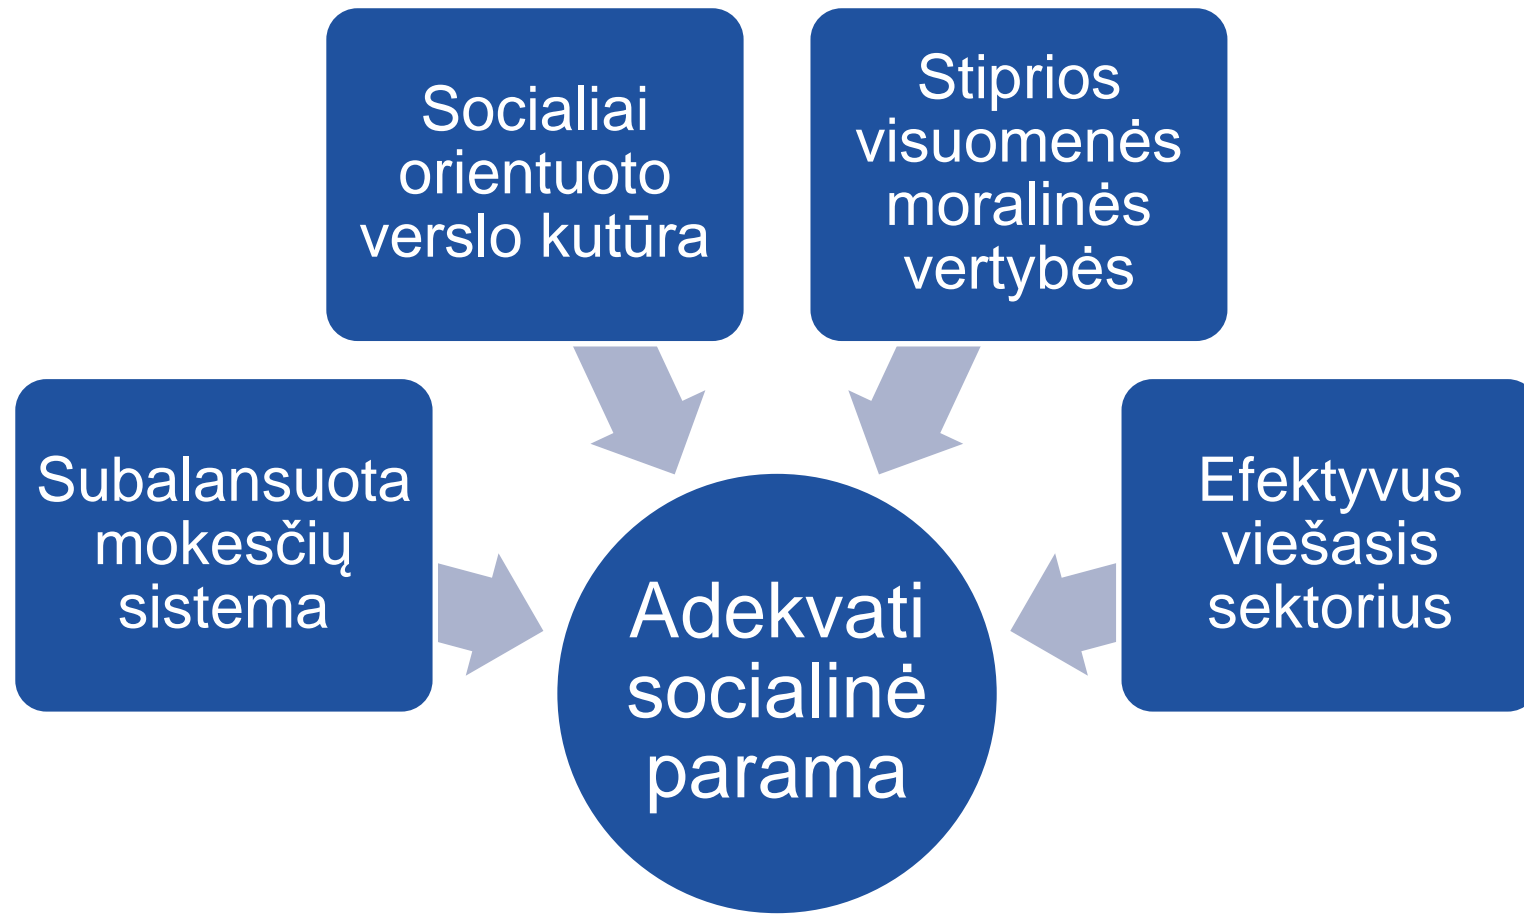 Socialiai
orientuoto
verslo kutūra
Stiprios
visuomenės
moralinės
vertybės
Subalansuota
mokesčių
sistema
Efektyvus
viešasis
sektorius
Adekvati
socialinė
parama